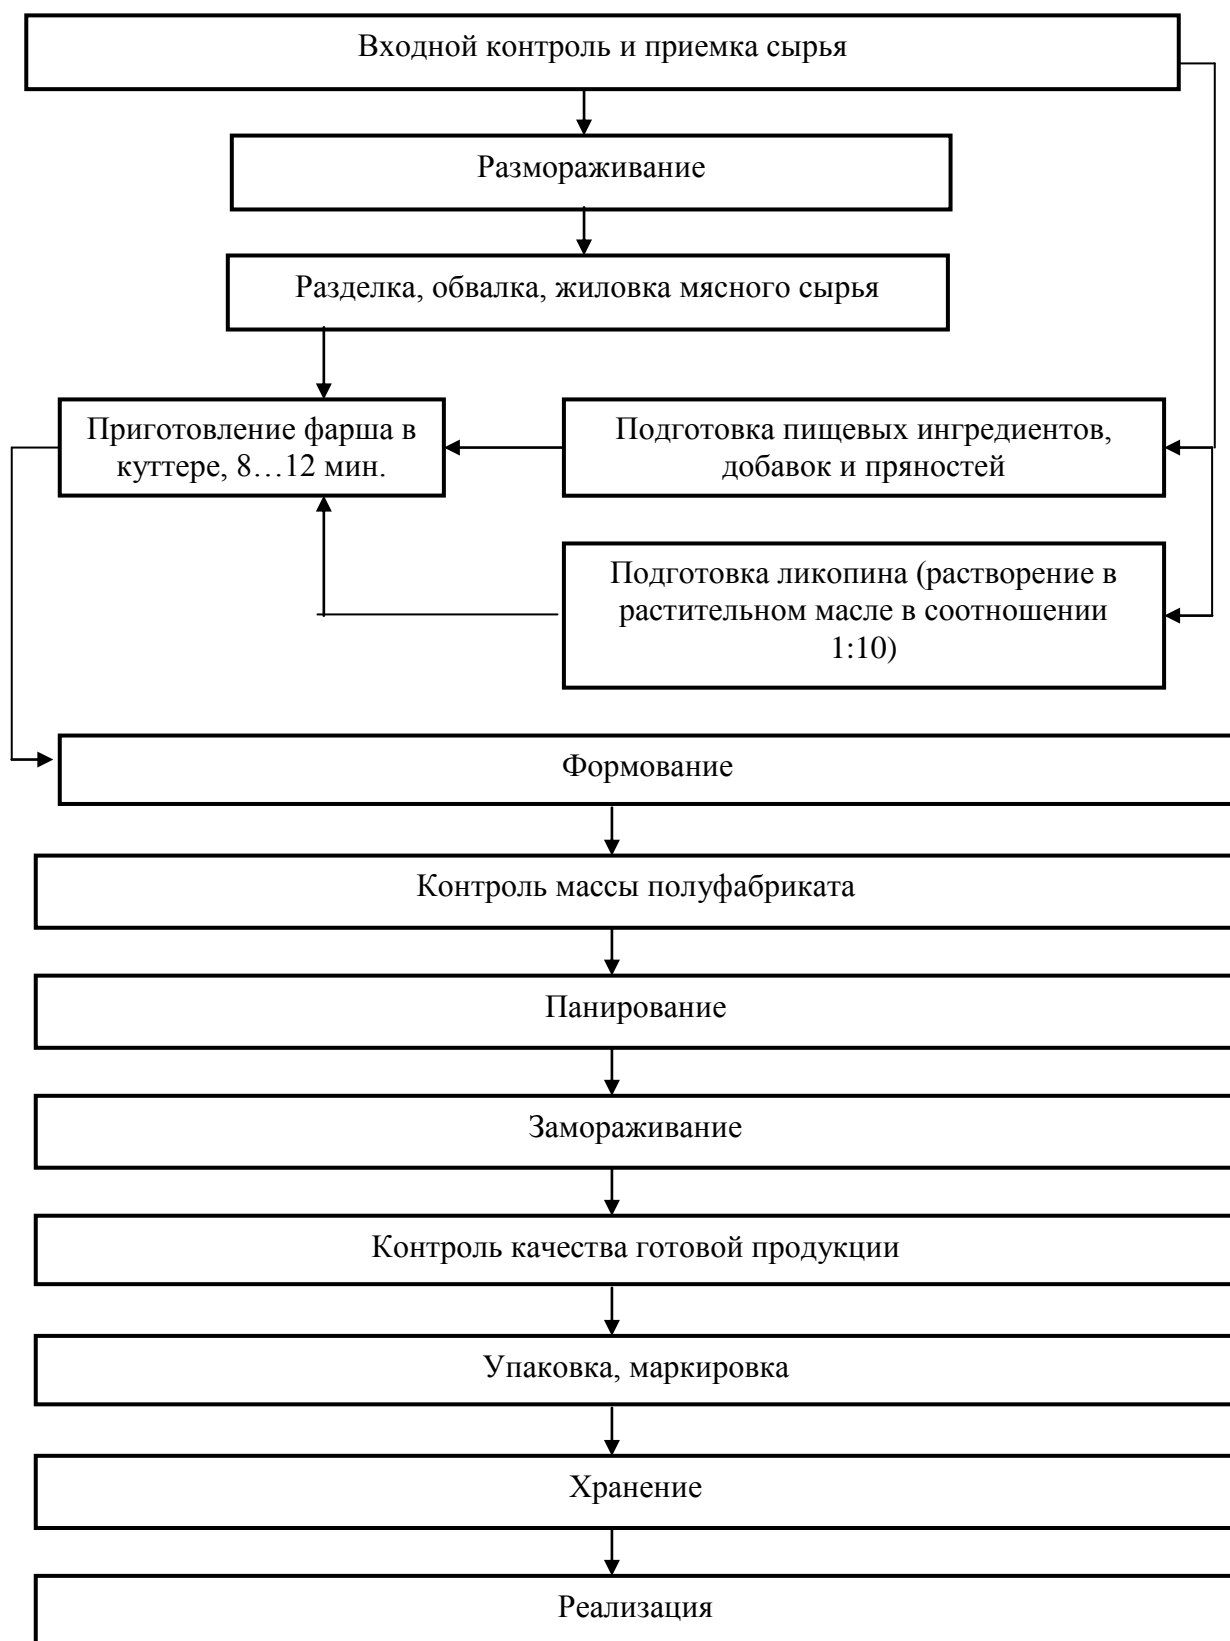 Входной контроль и приемка сырья
Размораживание
Разделка, обвалка, жиловка мясного сырья
Приготовление фарша в
куттере, 8…12 мин.
Подготовка пищевых ингредиентов,
добавок и пряностей
Подготовка ликопина (растворение в
растительном масле в соотношении
1:10)
Формование
Контроль массы полуфабриката
Панирование
Замораживание
Контроль качества готовой продукции
Упаковка, маркировка
Хранение
Реализация